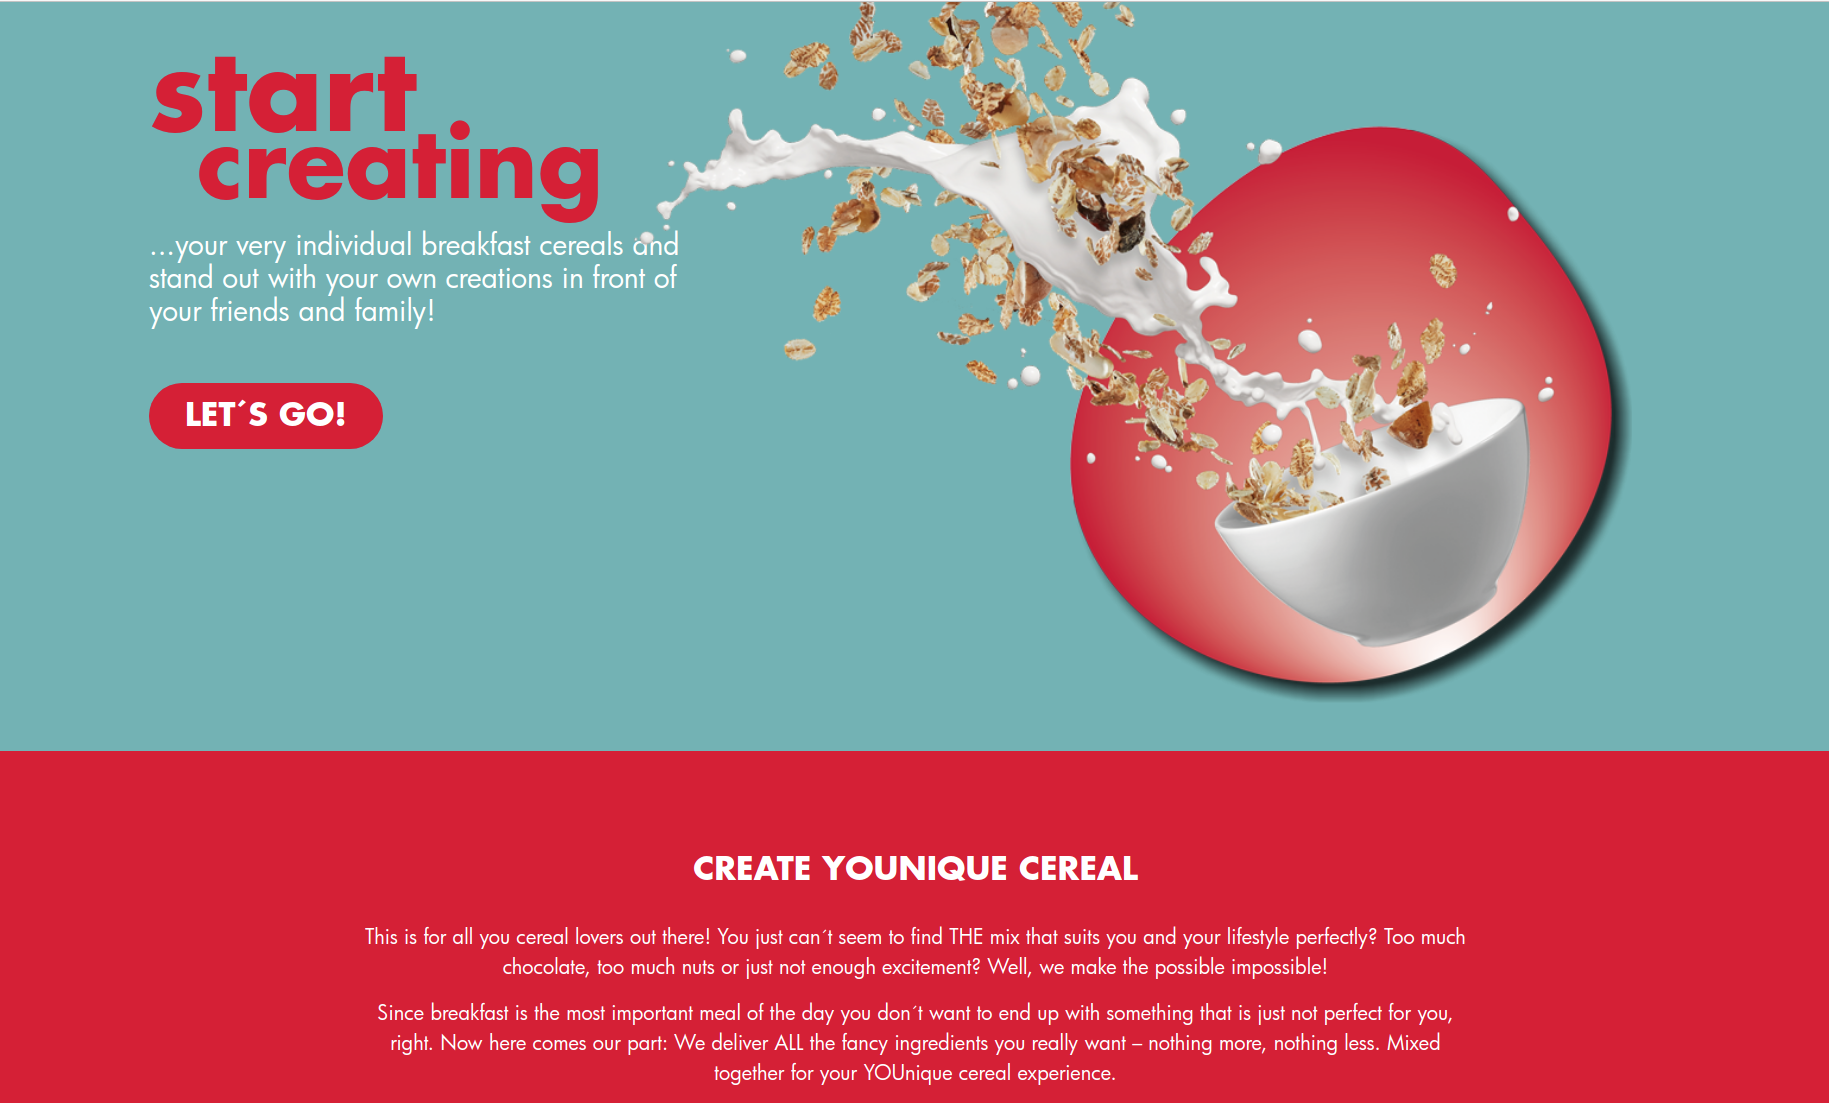 start
creating
...your very individual breakfast cereals and
stand out with your own creations in front of
your friends and family!
LET´S GO!
CREATE YOUNIQUE CEREAL
This is for all you cereal lovers out there! You just can´t seem to find THE mix that suits you and your lifestyle perfectly? Too much
chocolate, too much nuts or just not enough excitement? Well, we make the possible impossible!
Since breakfast is the most important meal of the day you don´t want to end up with something that is just not perfect for you,
right. Now here comes our part: We deliver ALL the fancy ingredients you really want – nothing more, nothing less. Mixed
together for your YOUnique cereal experience.